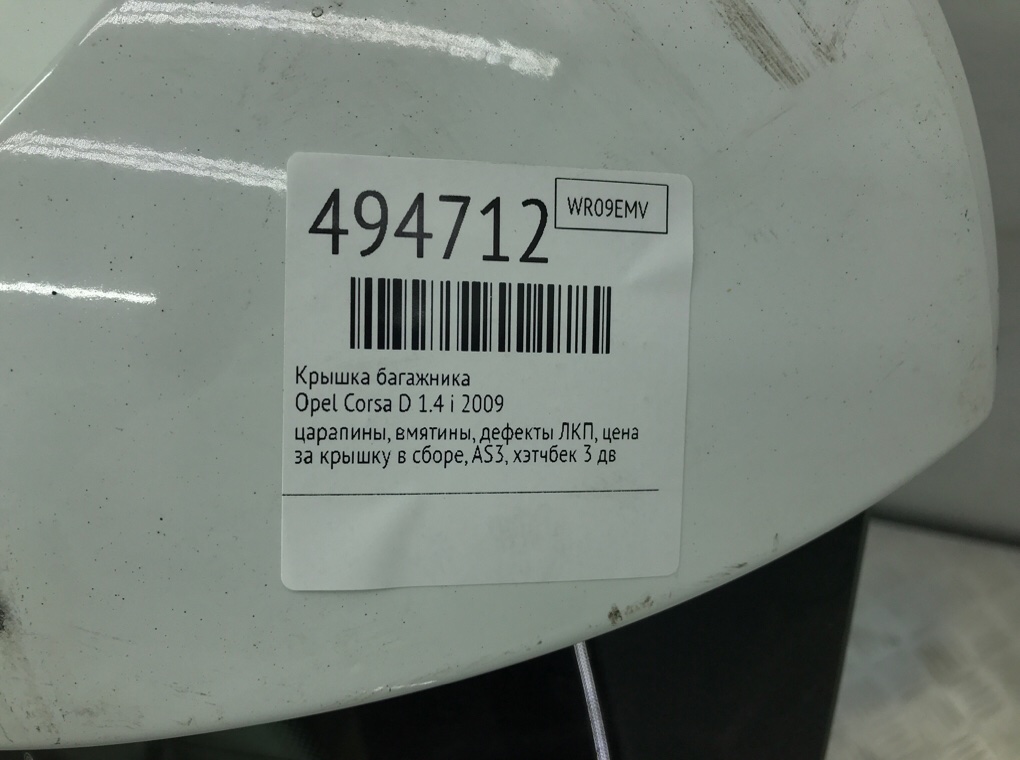 494712
WR09EMV
Крышка багажника
Opel Corsa D 1.4 i 2009
царапины, вмятины, дефекты ЛКП, цена
за крышку в сборе, AS3, хэтчбек 3 дв